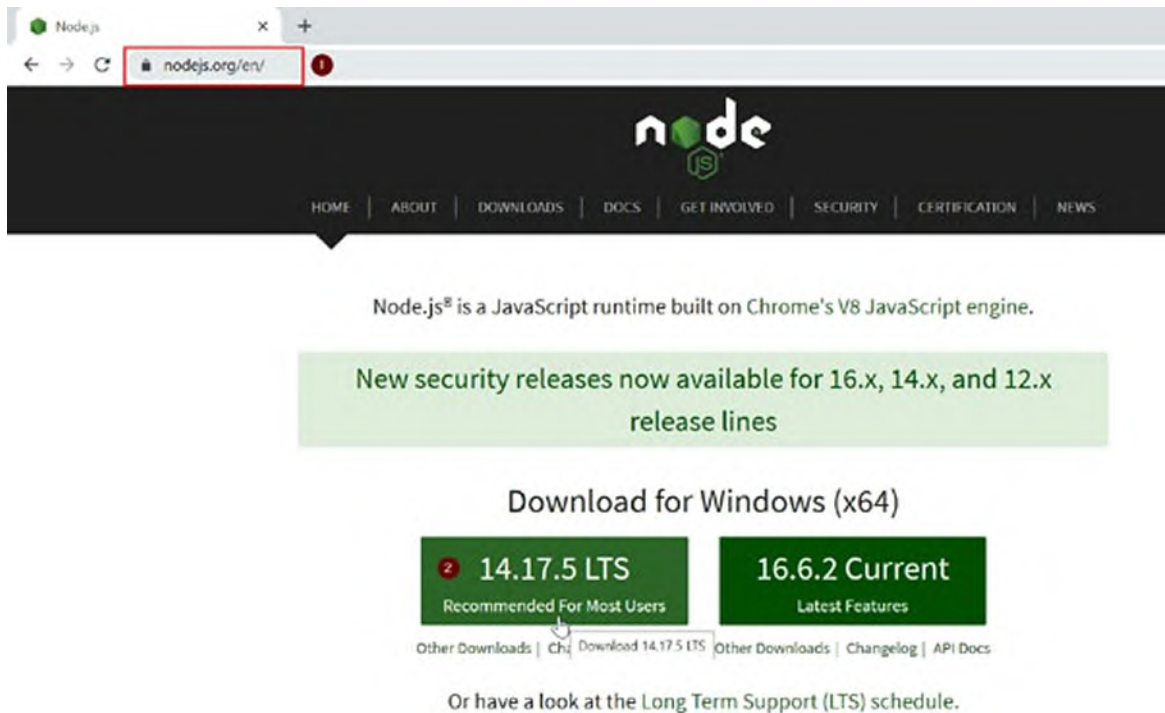 Node.js
nodejs.org/en/
1
node
JS
HOME | ABOUT | DOWNLOADS | DOCS | GET INVOLVED | SECURITY | CERTIFICATION | NEWS
Node.js® is a JavaScript runtime built on Chrome's V8 JavaScript engine.
New security releases now available for 16.x, 14.x, and 12.x
release lines
Download for Windows (x64)
2 14.17.5 LTS 16.6.2 Current
Recommended For Most Users Latest Features
Other Downloads | Download 14.17.5 LTS Other Downloads | Changelog | API Docs
Or have a look at the Long Term Support (LTS) schedule.